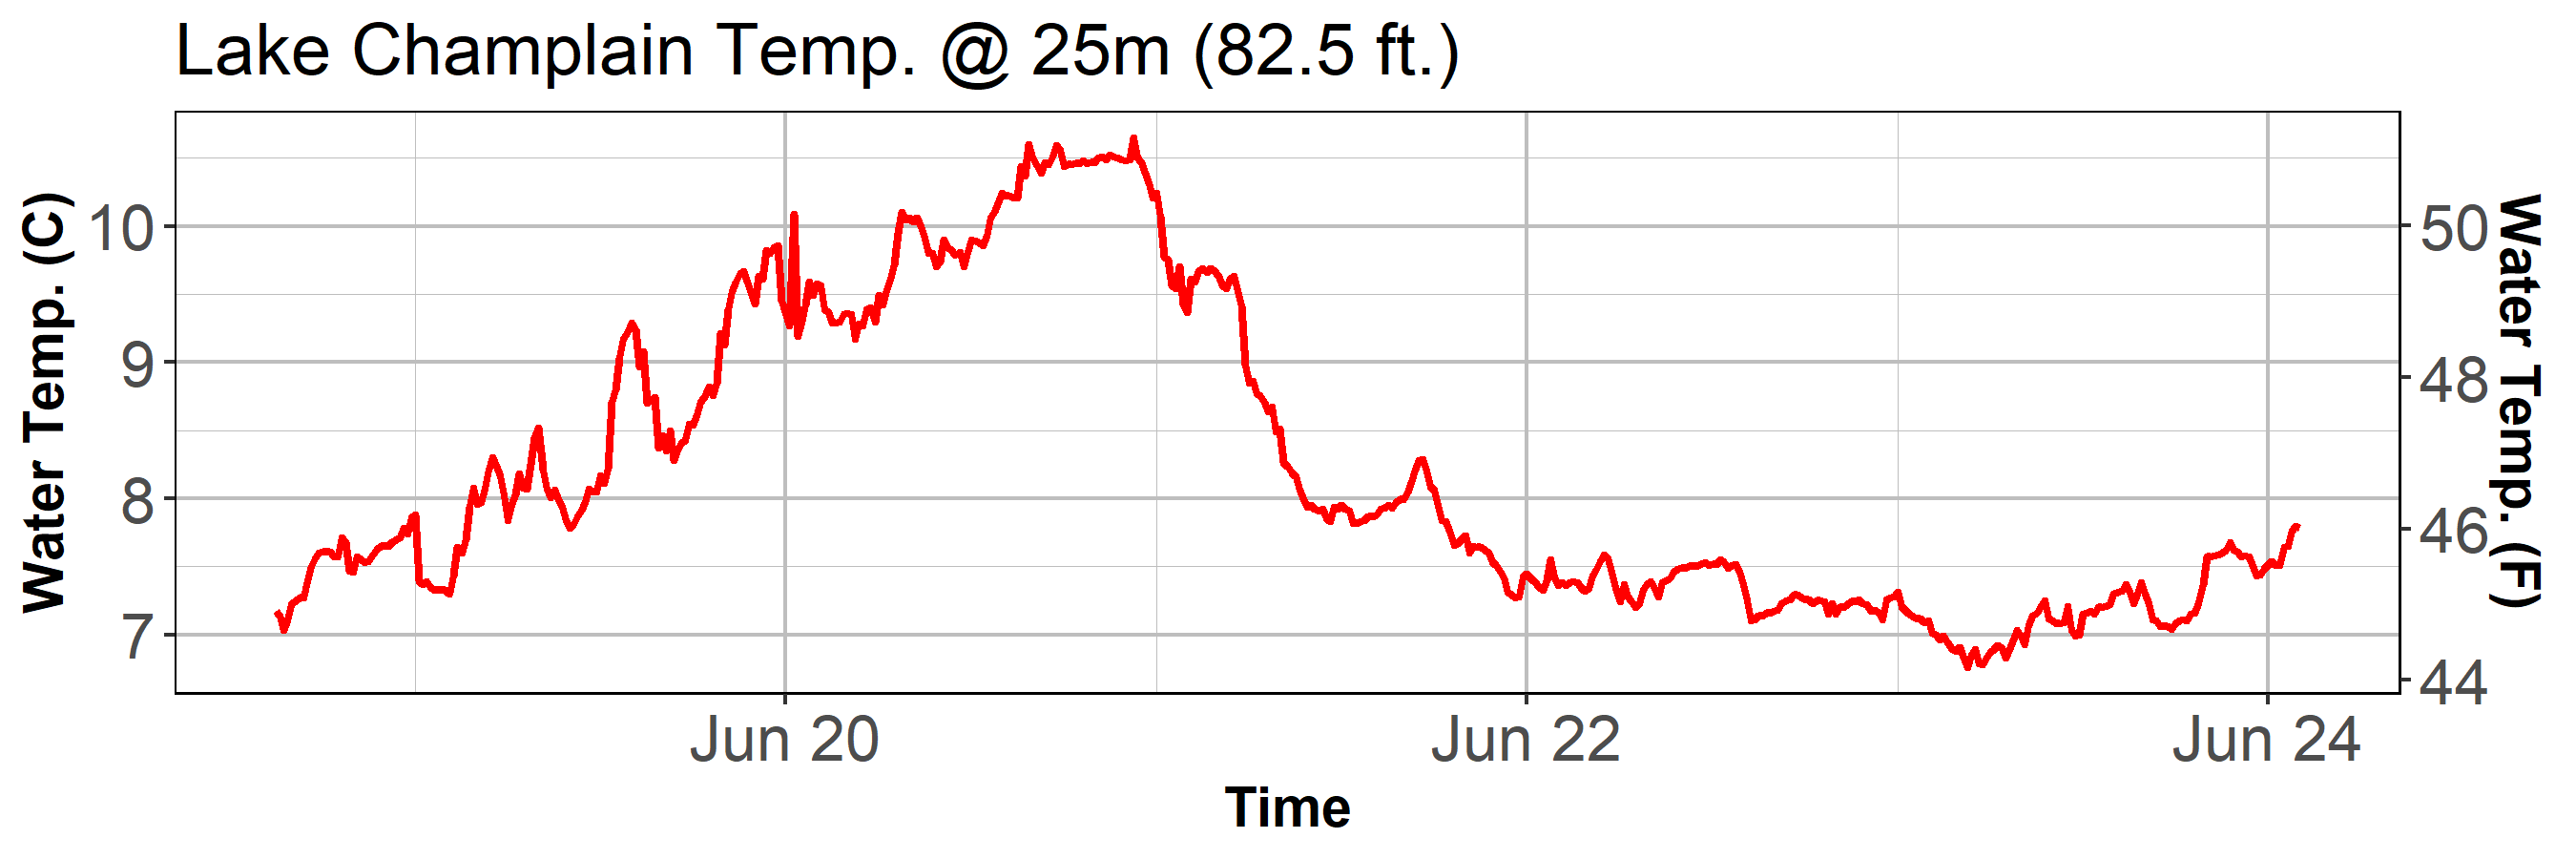 Lake Champlain Temp. @ 25m (82.5 ft.)
Water Temp. (C)
10
9
8
7
50
48
46
44
Water Temp. (F)
Jun 20
Jun 22
Jun 24
Time